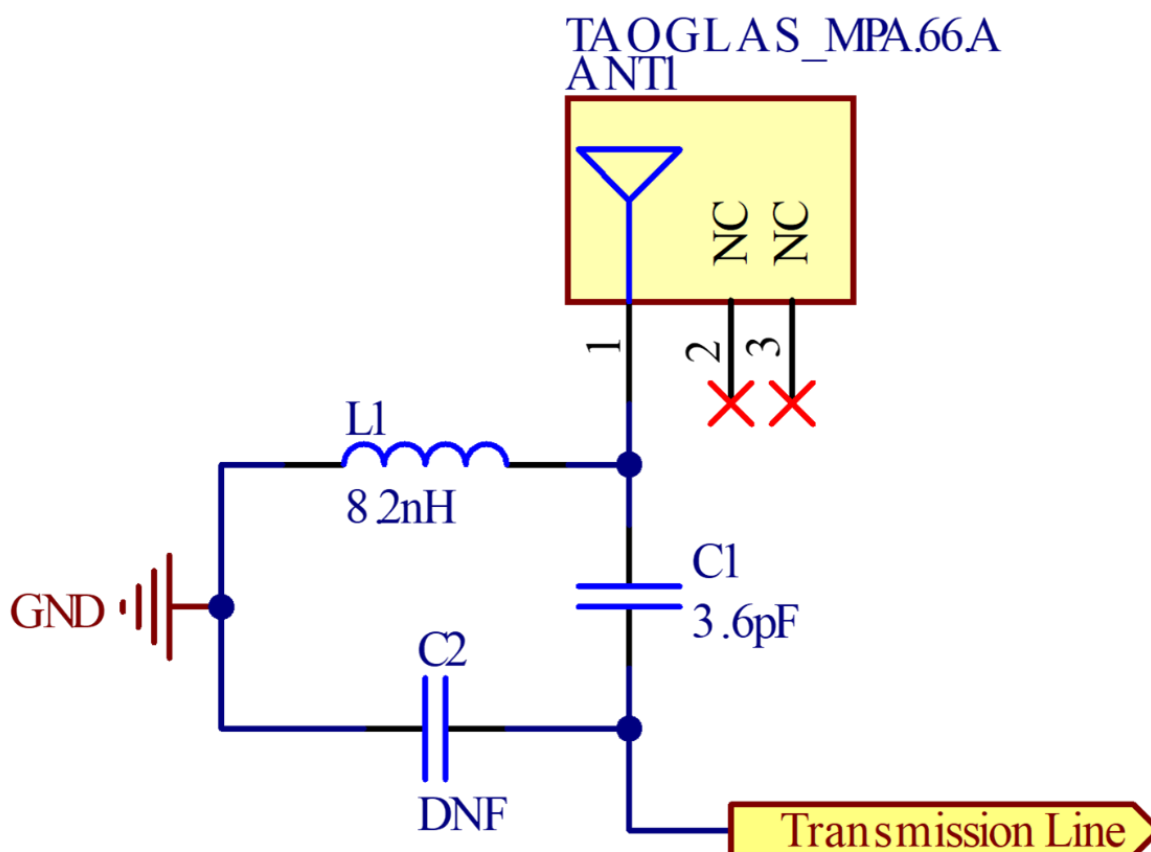 TAOGLAS_MPA.66.A
ANT1
NC
NC
1
2
3
L1
8.2nH
C1
3.6pF
GND
C2
DNF
Transmission Line